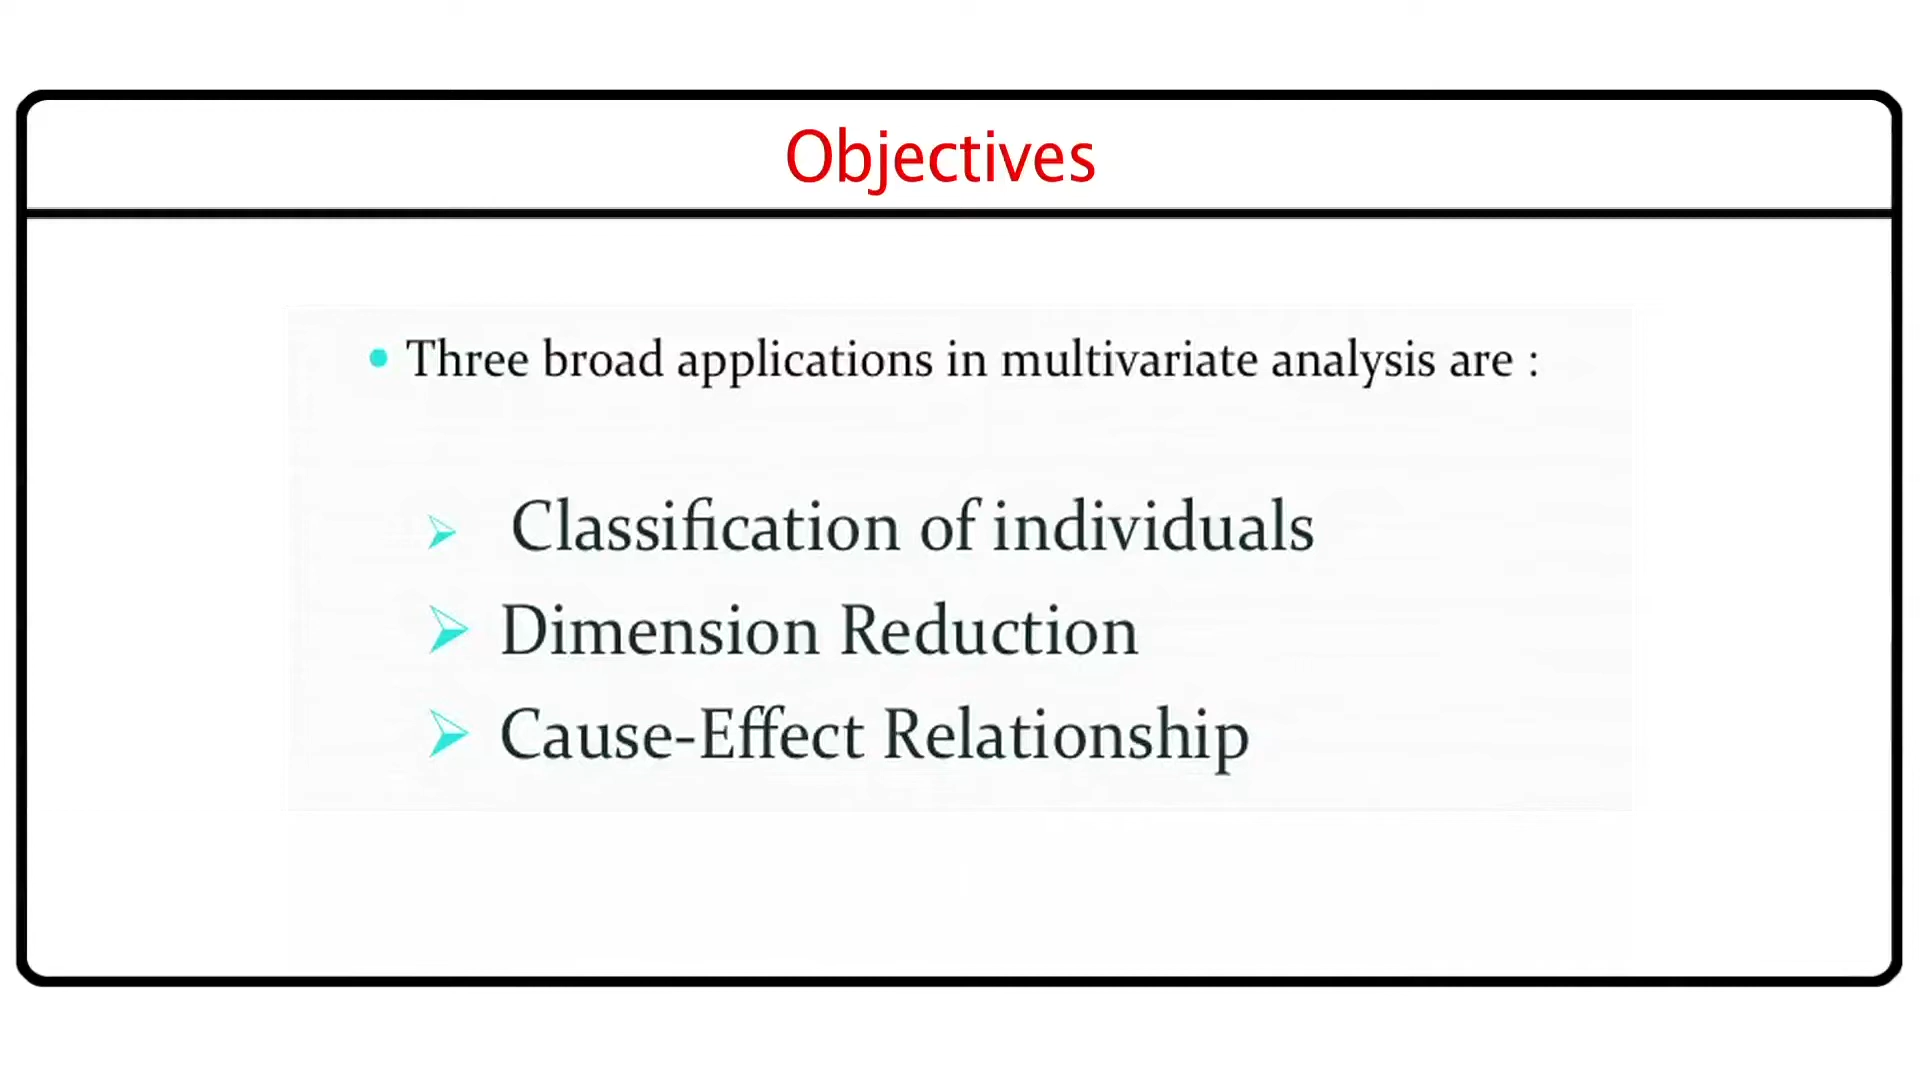 Objectives
• Three broad applications in multivariate analysis are :
➢ Classification of individuals
➢ Dimension Reduction
➢ Cause-Effect Relationship